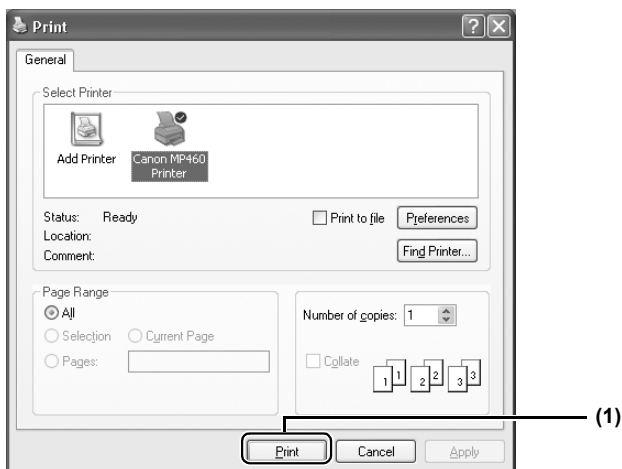 Print
General
Select Printer
Add Printer
Canon MP460
Printer
Status: Ready
Location:
Comment:
Print to file
Preferences
Find Printer...
Page Range
All
Selection
Current Page
Pages:
Number of copies: 1
Collate
1 1 2 2 3 3
(1)
Print
Cancel
Apply